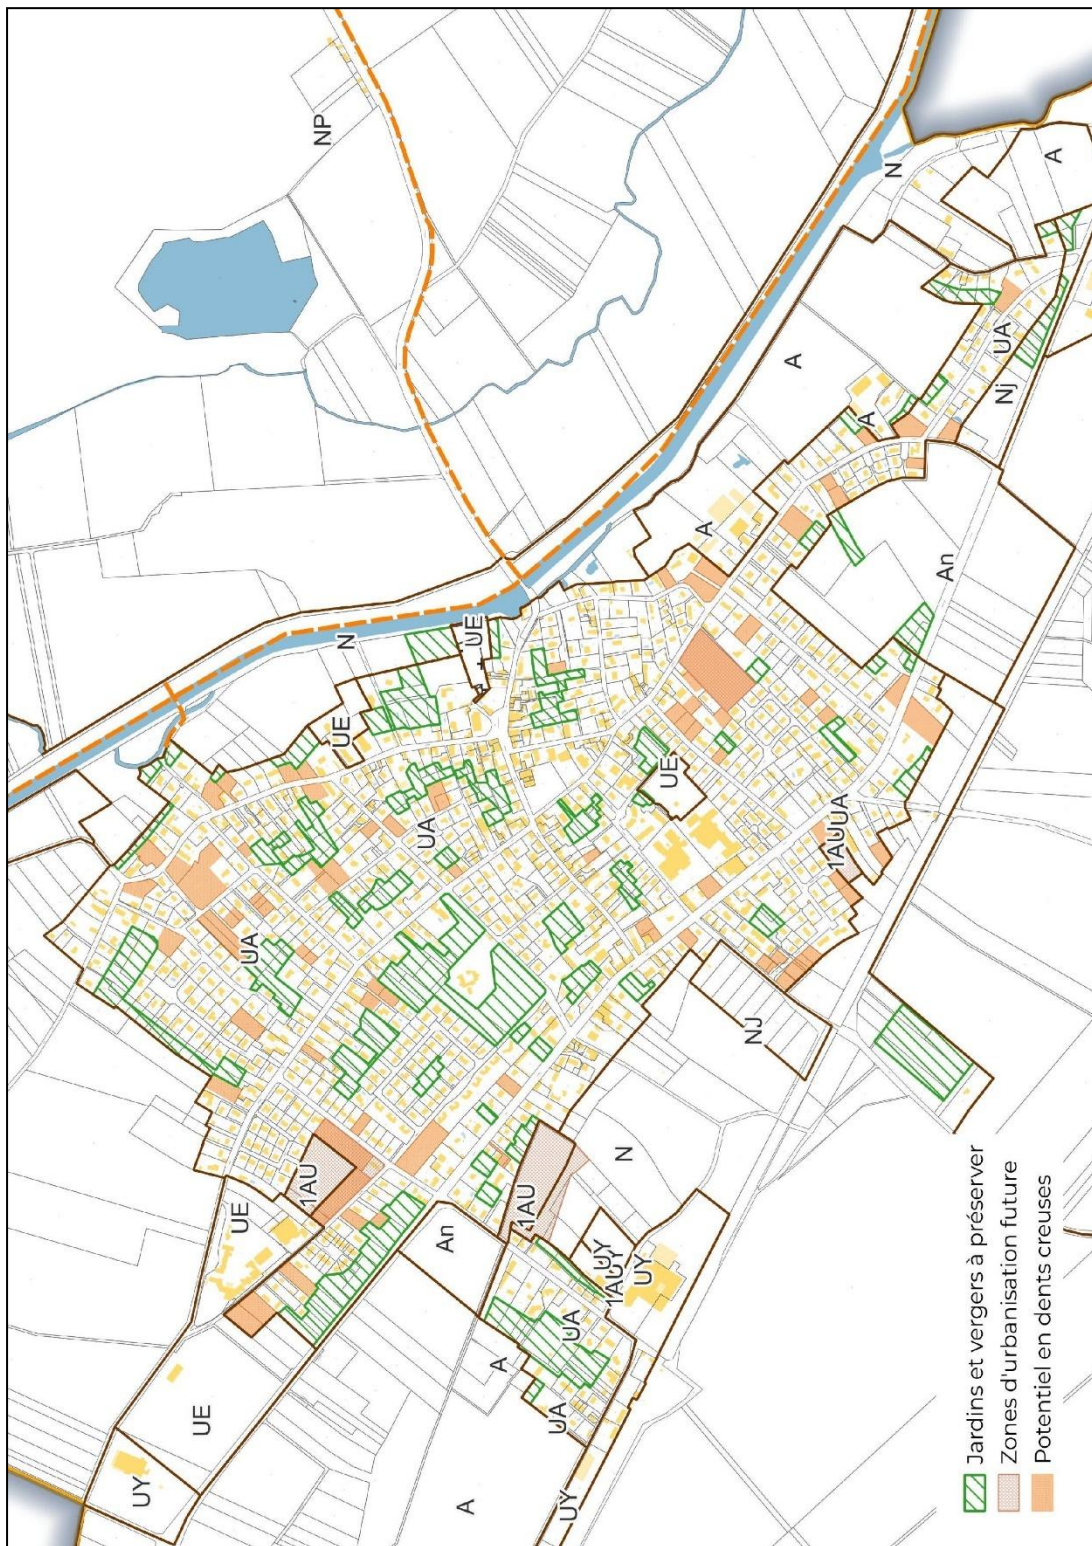 UY
UE
UE
UA
1AU
NP
UE
N
UA
An
A
UE
A
1AU
UA
UY
UA
UY
1AUY
N
UY
UE
A
NJ
A
1AU
UA
A
N
An
UA
Nj
A
Jardins et vergers à préserver
Zones d'urbanisation future
Potentiel en dents creuses